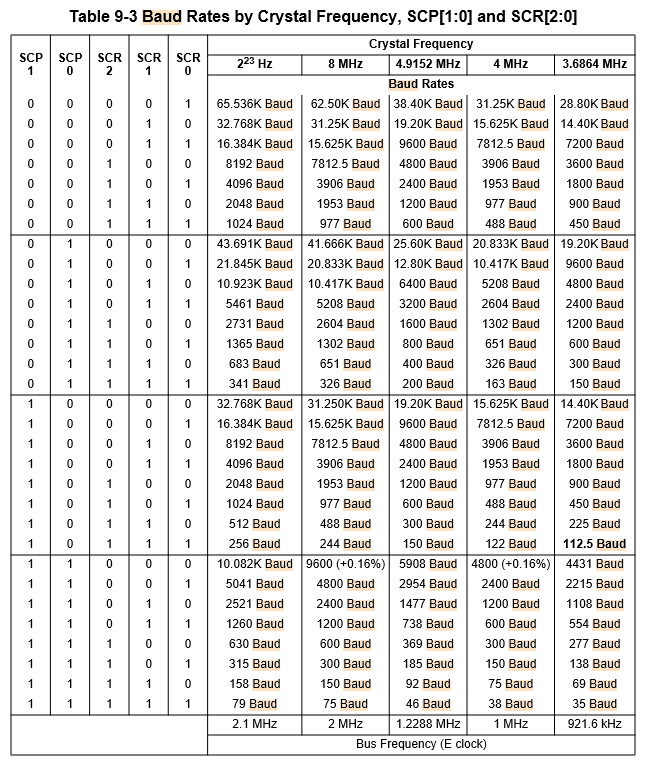 Table 9-3 Baud Rates by Crystal Frequency, SCP[1:0] and SCR[2:0]
SCP 1 SCP 0 SCR 2 SCR 1 SCR 0 Crystal Frequency
2²³ Hz 8 MHz 4.9152 MHz 4 MHz 3.6864 MHz
Baud Rates
0 0 0 0 1 65.536K Baud 62.50K Baud 38.40K Baud 31.25K Baud 28.80K Baud
0 0 0 1 0 32.768K Baud 31.25K Baud 19.20K Baud 15.625K Baud 14.40K Baud
0 0 0 1 1 16.384K Baud 15.625K Baud 9600 Baud 7812.5 Baud 7200 Baud
0 0 1 0 0 8192 Baud 7812.5 Baud 4800 Baud 3906 Baud 3600 Baud
0 0 1 0 1 4096 Baud 3906 Baud 2400 Baud 1953 Baud 1800 Baud
0 0 1 1 0 2048 Baud 1953 Baud 1200 Baud 977 Baud 900 Baud
0 0 1 1 1 1024 Baud 977 Baud 600 Baud 488 Baud 450 Baud
0 1 0 0 0 43.691K Baud 41.666K Baud 25.60K Baud 20.833K Baud 19.20K Baud
0 1 0 0 1 21.845K Baud 20.833K Baud 12.80K Baud 10.417K Baud 9600 Baud
0 1 0 1 0 10.923K Baud 10.417K Baud 6400 Baud 5208 Baud 4800 Baud
0 1 0 1 1 5461 Baud 5208 Baud 3200 Baud 2604 Baud 2400 Baud
0 1 1 0 0 2731 Baud 2604 Baud 1600 Baud 1302 Baud 1200 Baud
0 1 1 0 1 1365 Baud 1302 Baud 800 Baud 651 Baud 600 Baud
0 1 1 1 0 683 Baud 651 Baud 400 Baud 326 Baud 300 Baud
0 1 1 1 1 341 Baud 326 Baud 200 Baud 163 Baud 150 Baud
1 0 0 0 0 32.768K Baud 31.250K Baud 19.20K Baud 15.625K Baud 14.40K Baud
1 0 0 0 1 16.384K Baud 15.625K Baud 9600 Baud 7812.5 Baud 7200 Baud
1 0 0 1 0 8192 Baud 7812.5 Baud 4800 Baud 3906 Baud 3600 Baud
1 0 0 1 1 4096 Baud 3906 Baud 2400 Baud 1953 Baud 1800 Baud
1 0 1 0 0 2048 Baud 1953 Baud 1200 Baud 977 Baud 900 Baud
1 0 1 0 1 1024 Baud 977 Baud 600 Baud 488 Baud 450 Baud
1 0 1 1 0 512 Baud 488 Baud 300 Baud 244 Baud 225 Baud
1 0 1 1 1 256 Baud 244 Baud 150 Baud 122 Baud 112.5 Baud
1 1 0 0 0 10.082K Baud 9600 (+0.16%) 5908 Baud 4800 (+0.16%) 4431 Baud
1 1 0 0 1 5041 Baud 4800 Baud 2954 Baud 2400 Baud 2215 Baud
1 1 0 1 0 2521 Baud 2400 Baud 1477 Baud 1200 Baud 1108 Baud
1 1 0 1 1 1260 Baud 1200 Baud 738 Baud 600 Baud 554 Baud
1 1 1 0 0 630 Baud 600 Baud 369 Baud 300 Baud 277 Baud
1 1 1 0 1 315 Baud 300 Baud 185 Baud 150 Baud 138 Baud
1 1 1 1 0 158 Baud 150 Baud 92 Baud 75 Baud 69 Baud
1 1 1 1 1 79 Baud 75 Baud 46 Baud 38 Baud 35 Baud
2.1 MHz 2 MHz 1.2288 MHz 1 MHz 921.6 kHz
Bus Frequency (E clock)